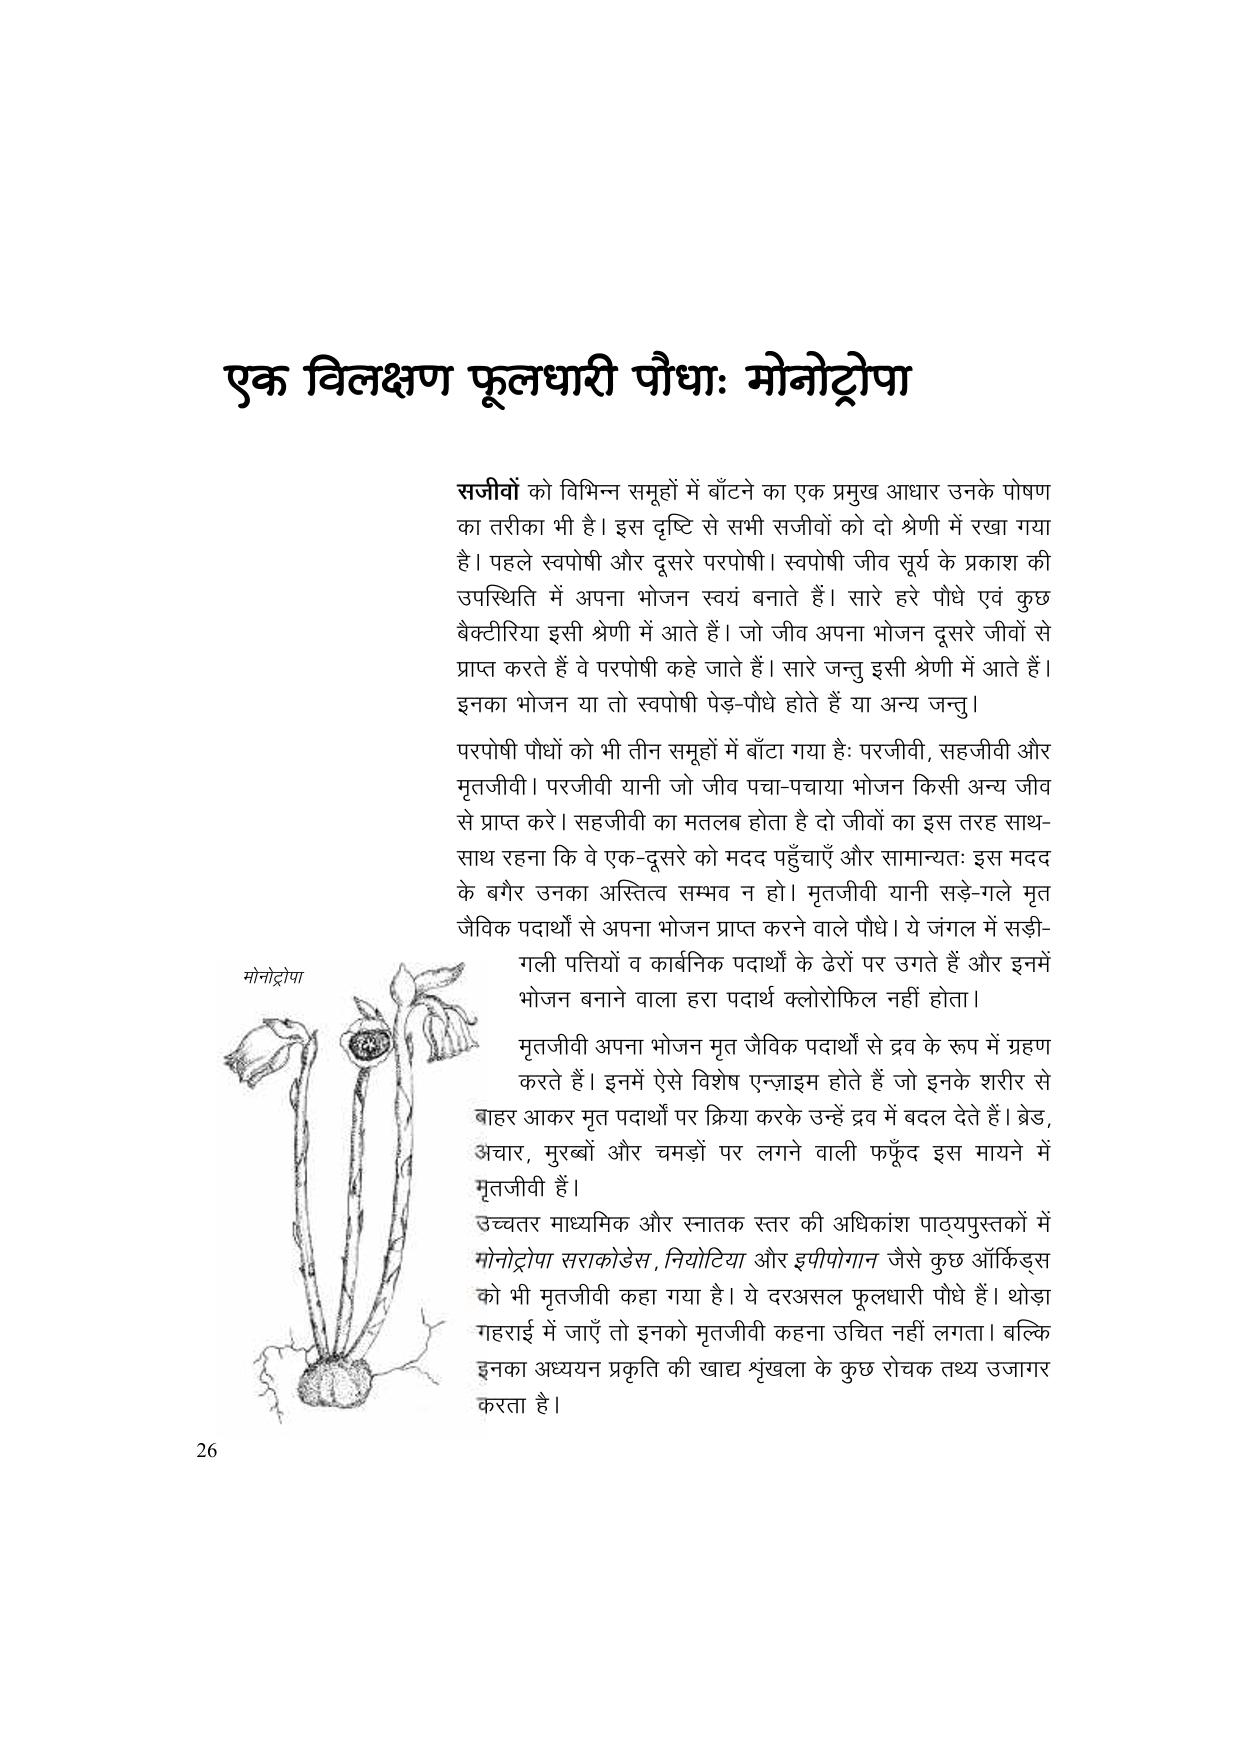 एक विलक्षण फूलधारी पौधाः मोनोट्रोपा
सजीवों को विभिन्न समूहों में बाँटने का एक प्रमुख आधार उनके पोषण
का तरीका भी है। इस दृष्टि से सभी सजीवों को दो श्रेणी में रखा गया
है। पहले स्वपोषी और दूसरे परपोषी। स्वपोषी जीव सूर्य के प्रकाश की
उपस्थिति में अपना भोजन स्वयं बनाते हैं। सारे हरे पौधे एवं कुछ
बैक्टीरिया इसी श्रेणी में आते हैं। जो जीव अपना भोजन दूसरे जीवों से
प्राप्त करते हैं वे परपोषी कहे जाते हैं। सारे जन्तु इसी श्रेणी में आते हैं।
इनका भोजन या तो स्वपोषी पेड़-पौधे होते हैं या अन्य जन्तु।
परपोषी पौधों को भी तीन समूहों में बाँटा गया हैः परजीवी, सहजीवी और
मृतजीवी। परजीवी यानी जो जीव पचा-पचाया भोजन किसी अन्य जीव
से प्राप्त करे। सहजीवी का मतलब होता है दो जीवों का इस तरह साथ-
साथ रहना कि वे एक-दूसरे को मदद पहुँचाएँ और सामान्यतः इस मदद
के बगैर उनका अस्तित्व सम्भव न हो। मृतजीवी यानी सड़े-गले मृत
जैविक पदार्थों से अपना भोजन प्राप्त करने वाले पौधे। ये जंगल में सड़ी-
गली पत्तियों व कार्बनिक पदार्थों के ढेरों पर उगते हैं और इनमें
भोजन बनाने वाला हरा पदार्थ क्लोरोफिल नहीं होता।
मोनोट्रोपा
मृतजीवी अपना भोजन मृत जैविक पदार्थों से द्रव के रूप में ग्रहण
करते हैं। इनमें ऐसे विशेष एन्ज़ाइम होते हैं जो इनके शरीर से
बाहर आकर मृत पदार्थों पर क्रिया करके उन्हें द्रव में बदल देते हैं। ब्रेड,
अचार, मुरब्बों और चमड़ों पर लगने वाली फफूँद इस मायने में
मृतजीवी हैं।
उच्चतर माध्यमिक और स्नातक स्तर की अधिकांश पाठ्यपुस्तकों में
मोनोट्रोपा सराकोडेस, नियोटिया और इपीपोगान जैसे कुछ ऑर्किड्स
को भी मृतजीवी कहा गया है। ये दरअसल फूलधारी पौधे हैं। थोड़ा
गहराई में जाएँ तो इनको मृतजीवी कहना उचित नहीं लगता। बल्कि
इनका अध्ययन प्रकृति की खाद्य शृंखला के कुछ रोचक तथ्य उजागर
करता है।
26